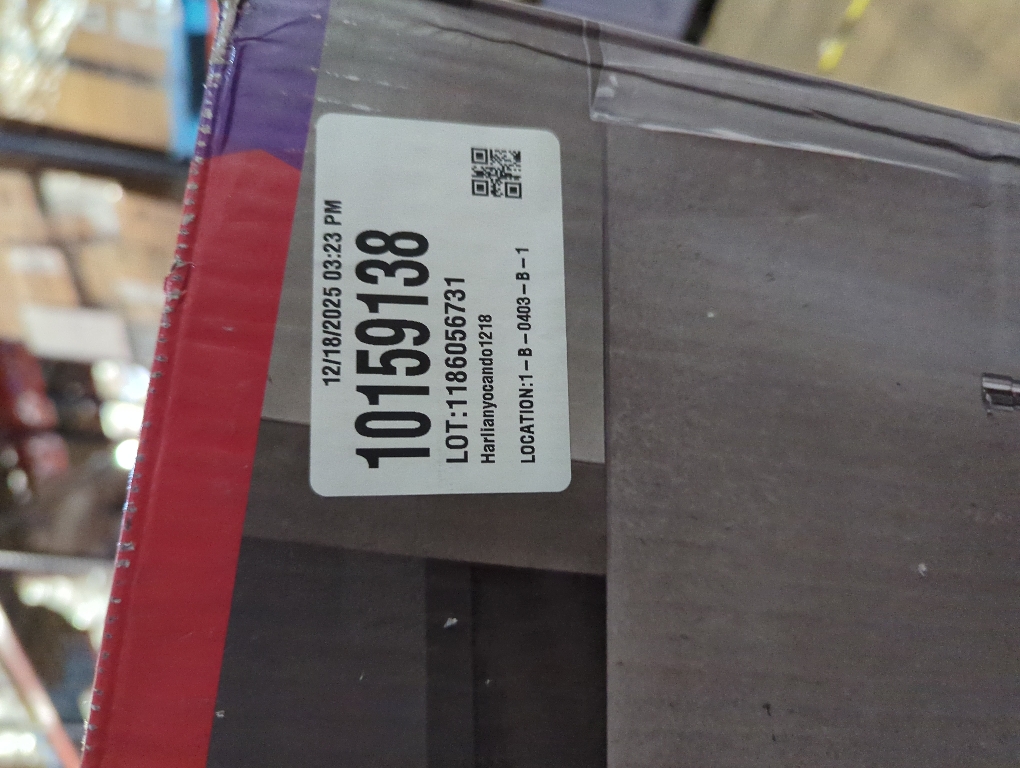 12/18/2025 03:23 PM
10159138
LOT:1186056731
Harlianyocando1218
LOCATION:1-B-0403-B-1